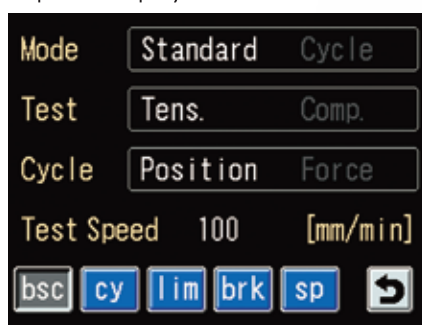 Mode Standard Cycle
Test Tens. Comp.
Cycle Position Force
Test Speed 100 [mm/min]
bsc cy lim brk sp